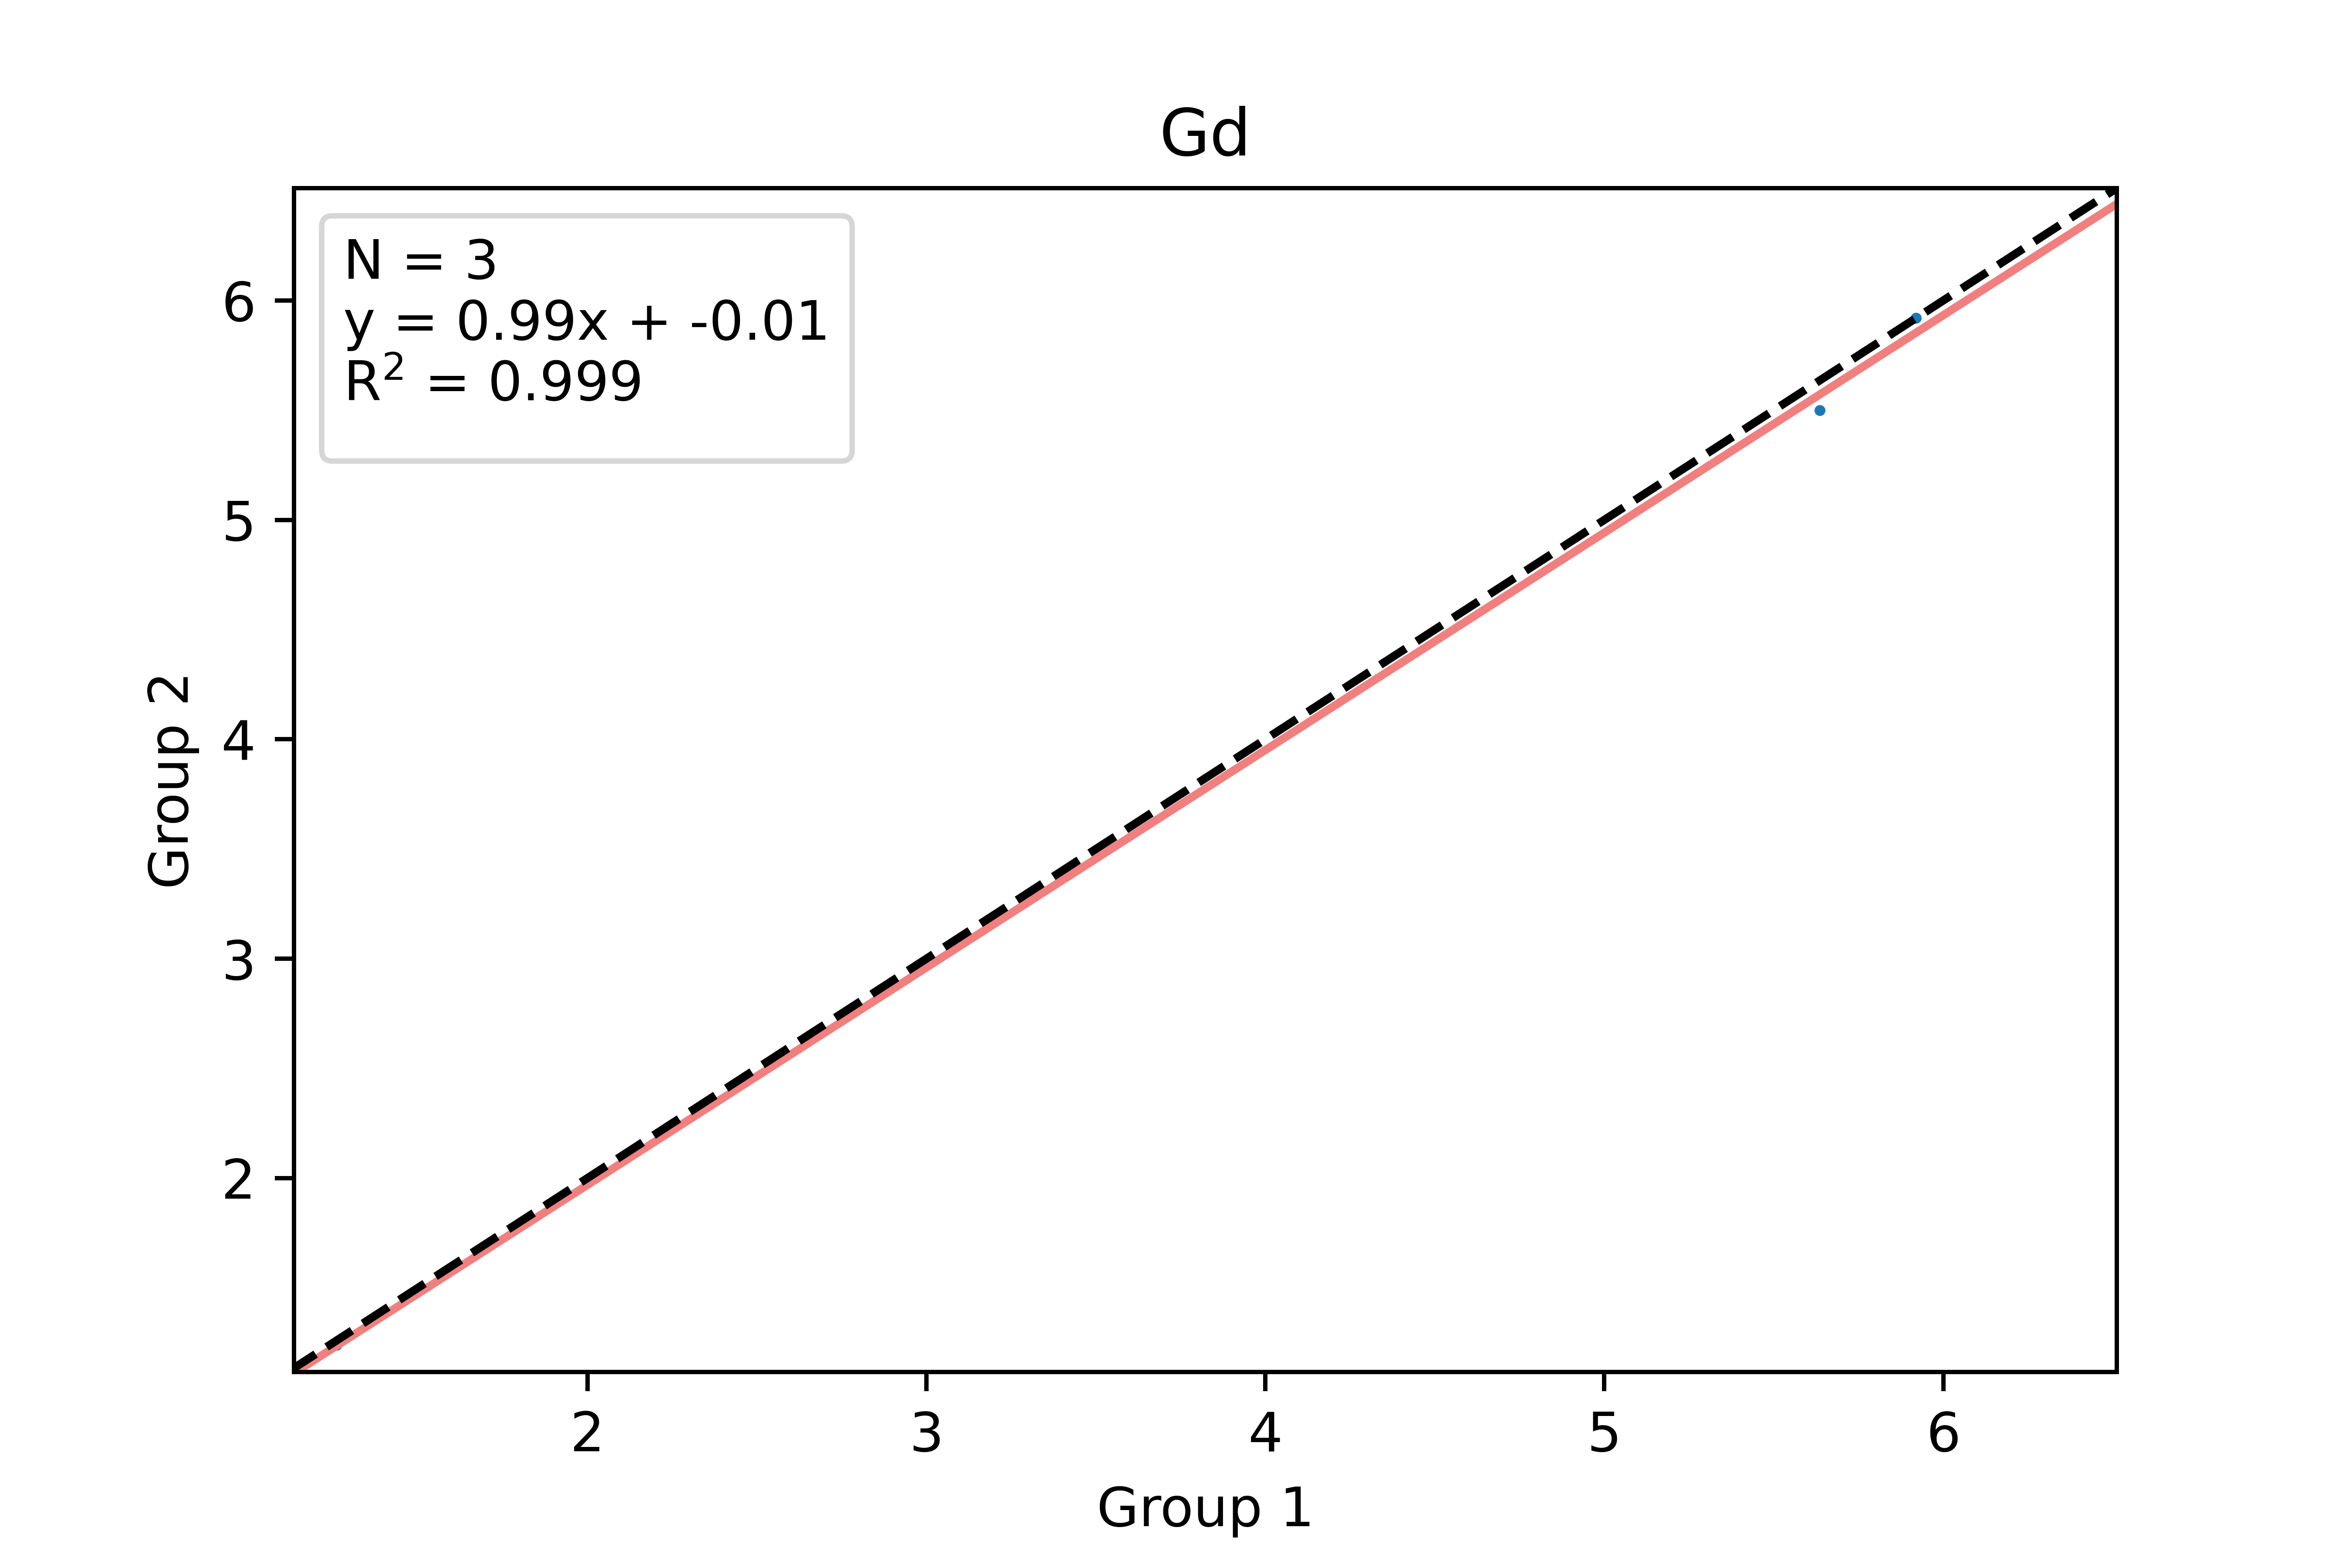 Gd
N = 3
y = 0.99x + -0.01
R² = 0.999
6
5
4
3
2
Group 2
2 3 4 5 6
Group 1